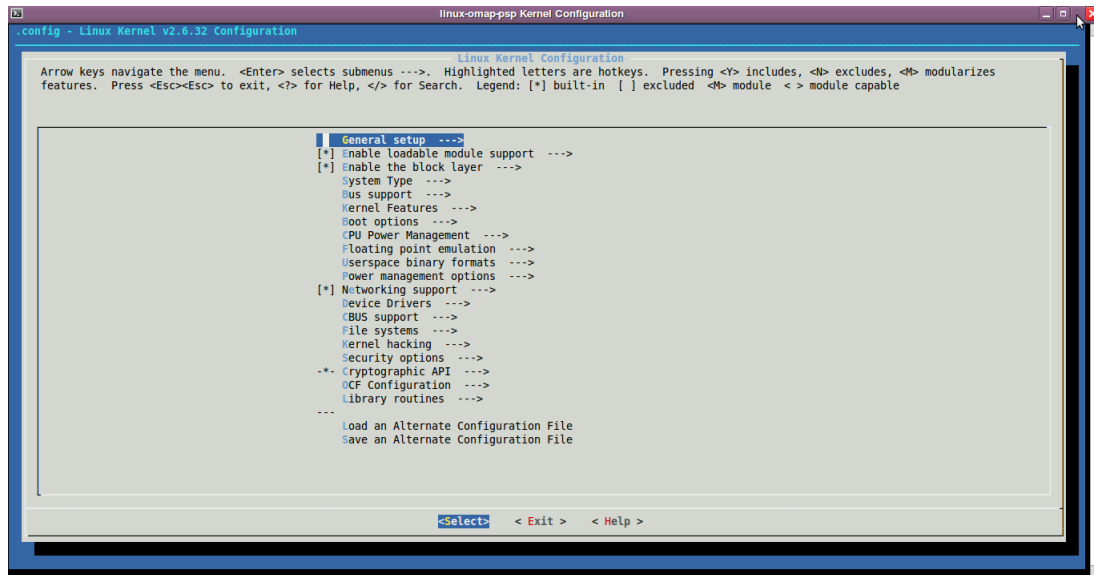 linux-omap-psp Kernel Configuration
.config - Linux Kernel v2.6.32 Configuration
Linux Kernel Configuration
Arrow keys navigate the menu. <Enter> selects submenus --->. Highlighted letters are hotkeys. Pressing <Y> includes, <N> excludes, <M> modularizes
features. Press <Esc><Esc> to exit, <?> for Help, </> for Search. Legend: [*] built-in [ ] excluded <M> module < > module capable
General setup --->
[*] Enable loadable module support --->
[*] Enable the block layer --->
System Type --->
Bus support --->
Kernel Features --->
Boot options --->
CPU Power Management --->
Floating point emulation --->
Userspace binary formats --->
Power management options --->
[*] Networking support --->
Device Drivers --->
CBUS support --->
File systems --->
Kernel hacking --->
Security options --->
-*- Cryptographic API --->
OCF Configuration --->
Library routines --->
---
Load an Alternate Configuration File
Save an Alternate Configuration File
<Select> < Exit > < Help >